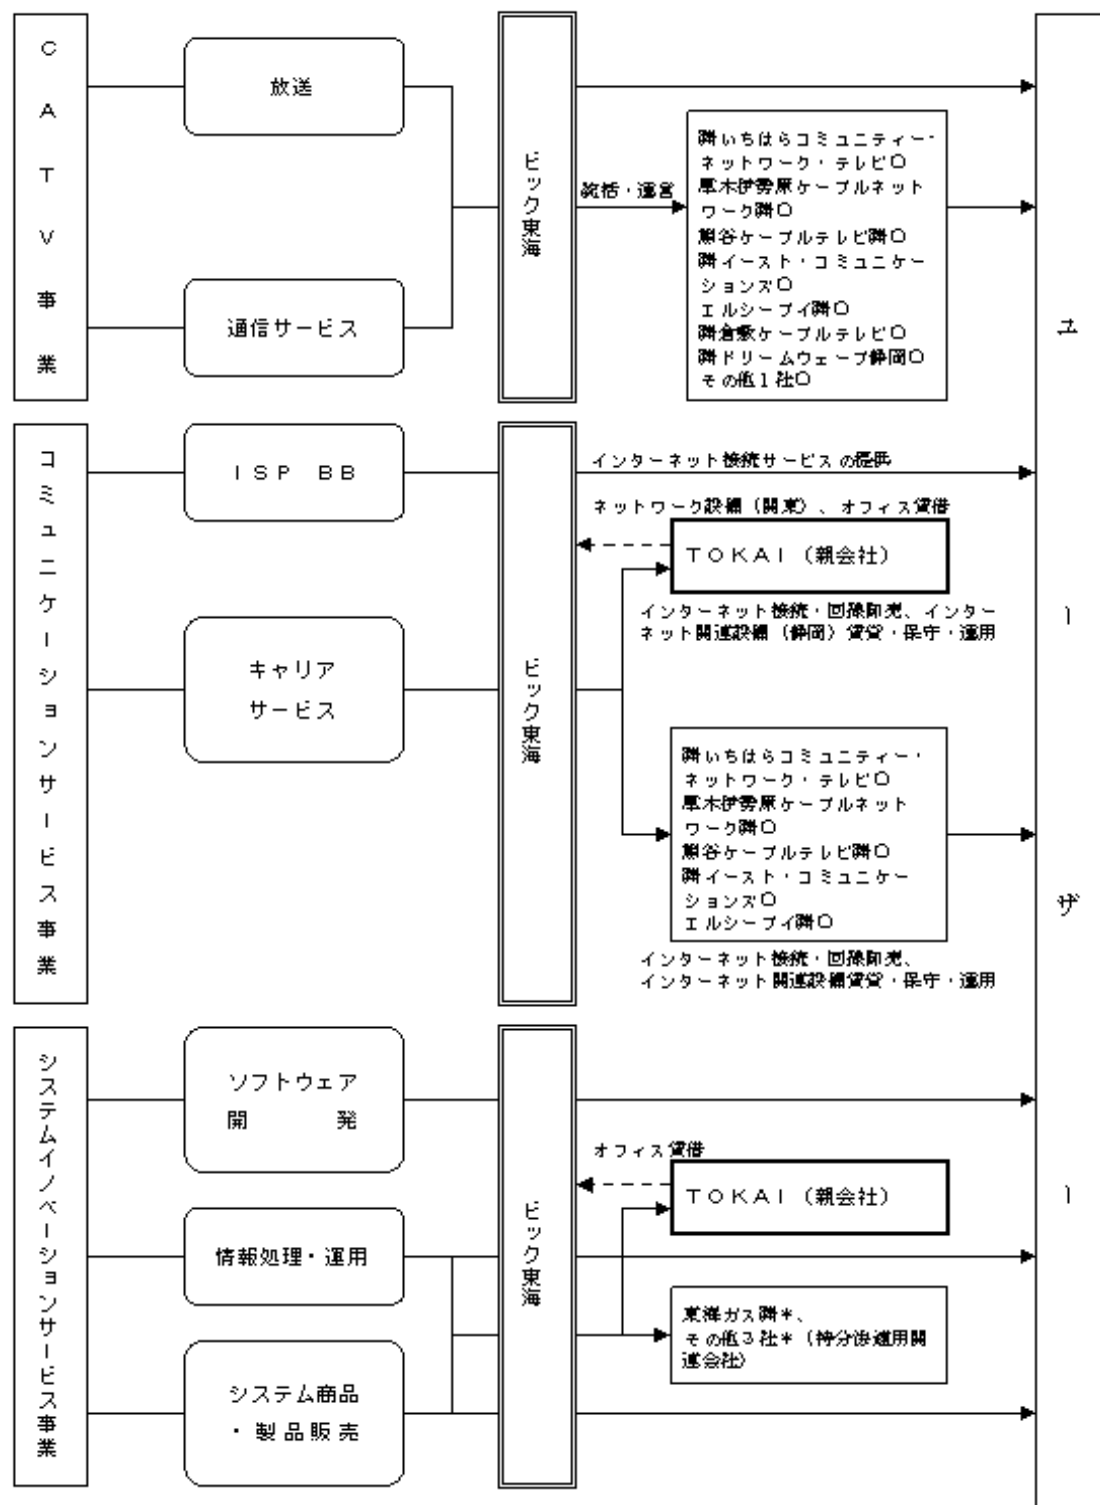 CATV事業
放送
通信サービス
ビック東海
統括・運営
㈱いちはらコミュニティー・
ネットワーク・テレビ○
厚木伊勢原ケーブルネット
ワーク㈱○
熊谷ケーブルテレビ㈱○
㈱イースト・コミュニケー
ションズ○
エルシーブイ㈱○
㈱倉敷ケーブルテレビ○
㈱ドリームウェーブ静岡○
その他1社○
コミュニケーションサービス事業
ISP BB
キャリア
サービス
ビック東海
インターネット接続サービスの提供
ネットワーク設備（関東）、オフィス賃借
TOKAI（親会社）
インターネット接続・回線卸売、インター
ネット関連設備（静岡）賃貸・保守・運用
㈱いちはらコミュニティー・
ネットワーク・テレビ○
厚木伊勢原ケーブルネット
ワーク㈱○
熊谷ケーブルテレビ㈱○
㈱イースト・コミュニケー
ションズ○
エルシーブイ㈱○
インターネット接続・回線卸売、
インターネット関連設備賃貸・保守・運用
システムイノベーションサービス事業
ソフトウェア
開発
情報処理・運用
システム商品
・製品販売
ビック東海
オフィス賃借
TOKAI（親会社）
東海ガス㈱＊、
その他3社＊（持分法適用関
連会社）
ユーザー